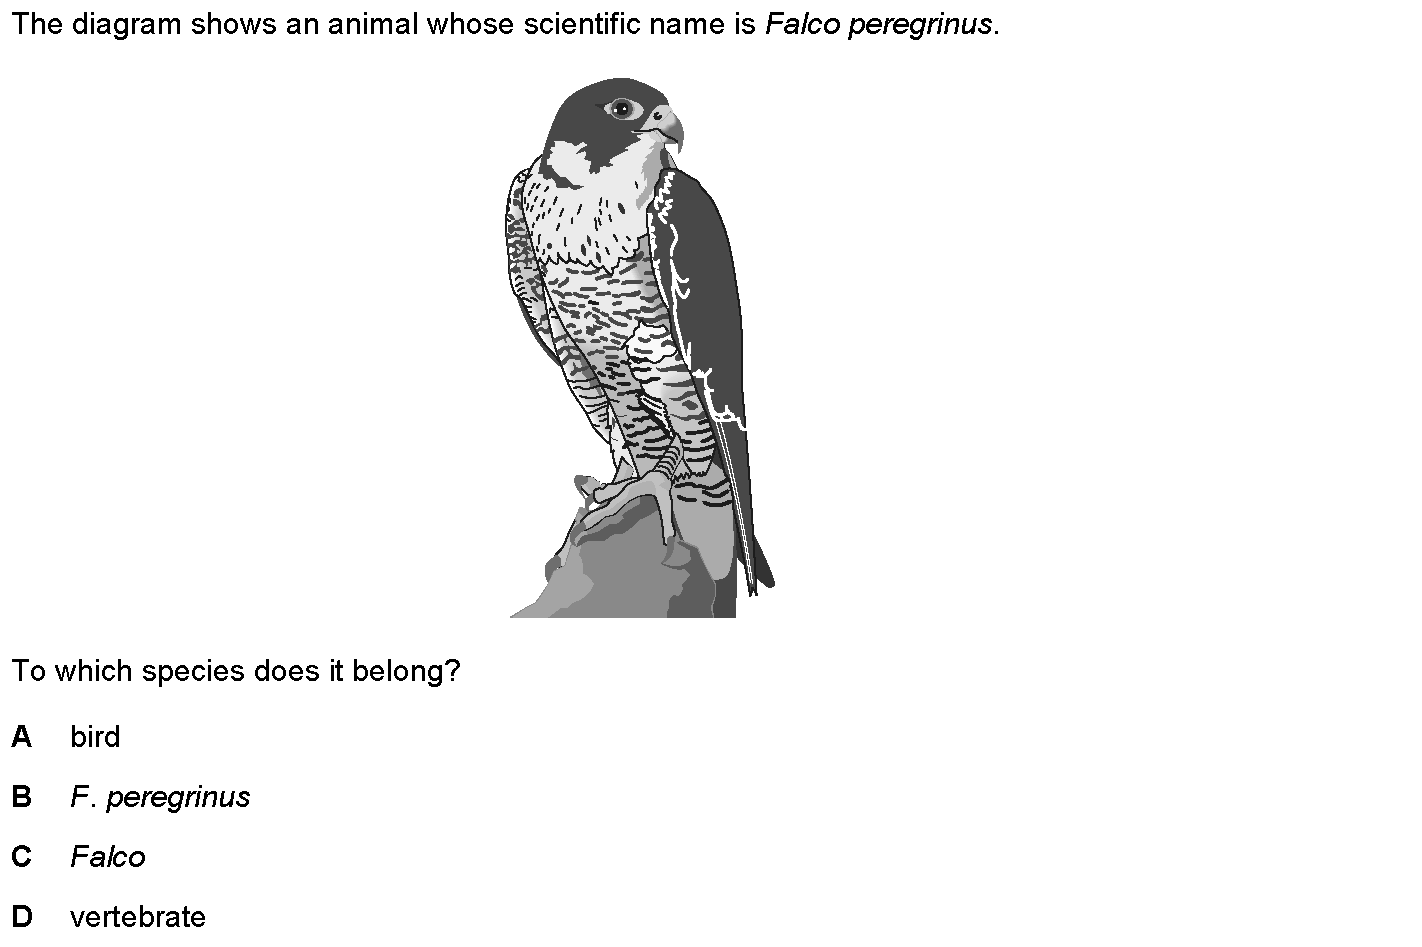 The diagram shows an animal whose scientific name is Falco peregrinus.
To which species does it belong?
A bird
B F. peregrinus
C Falco
D vertebrate